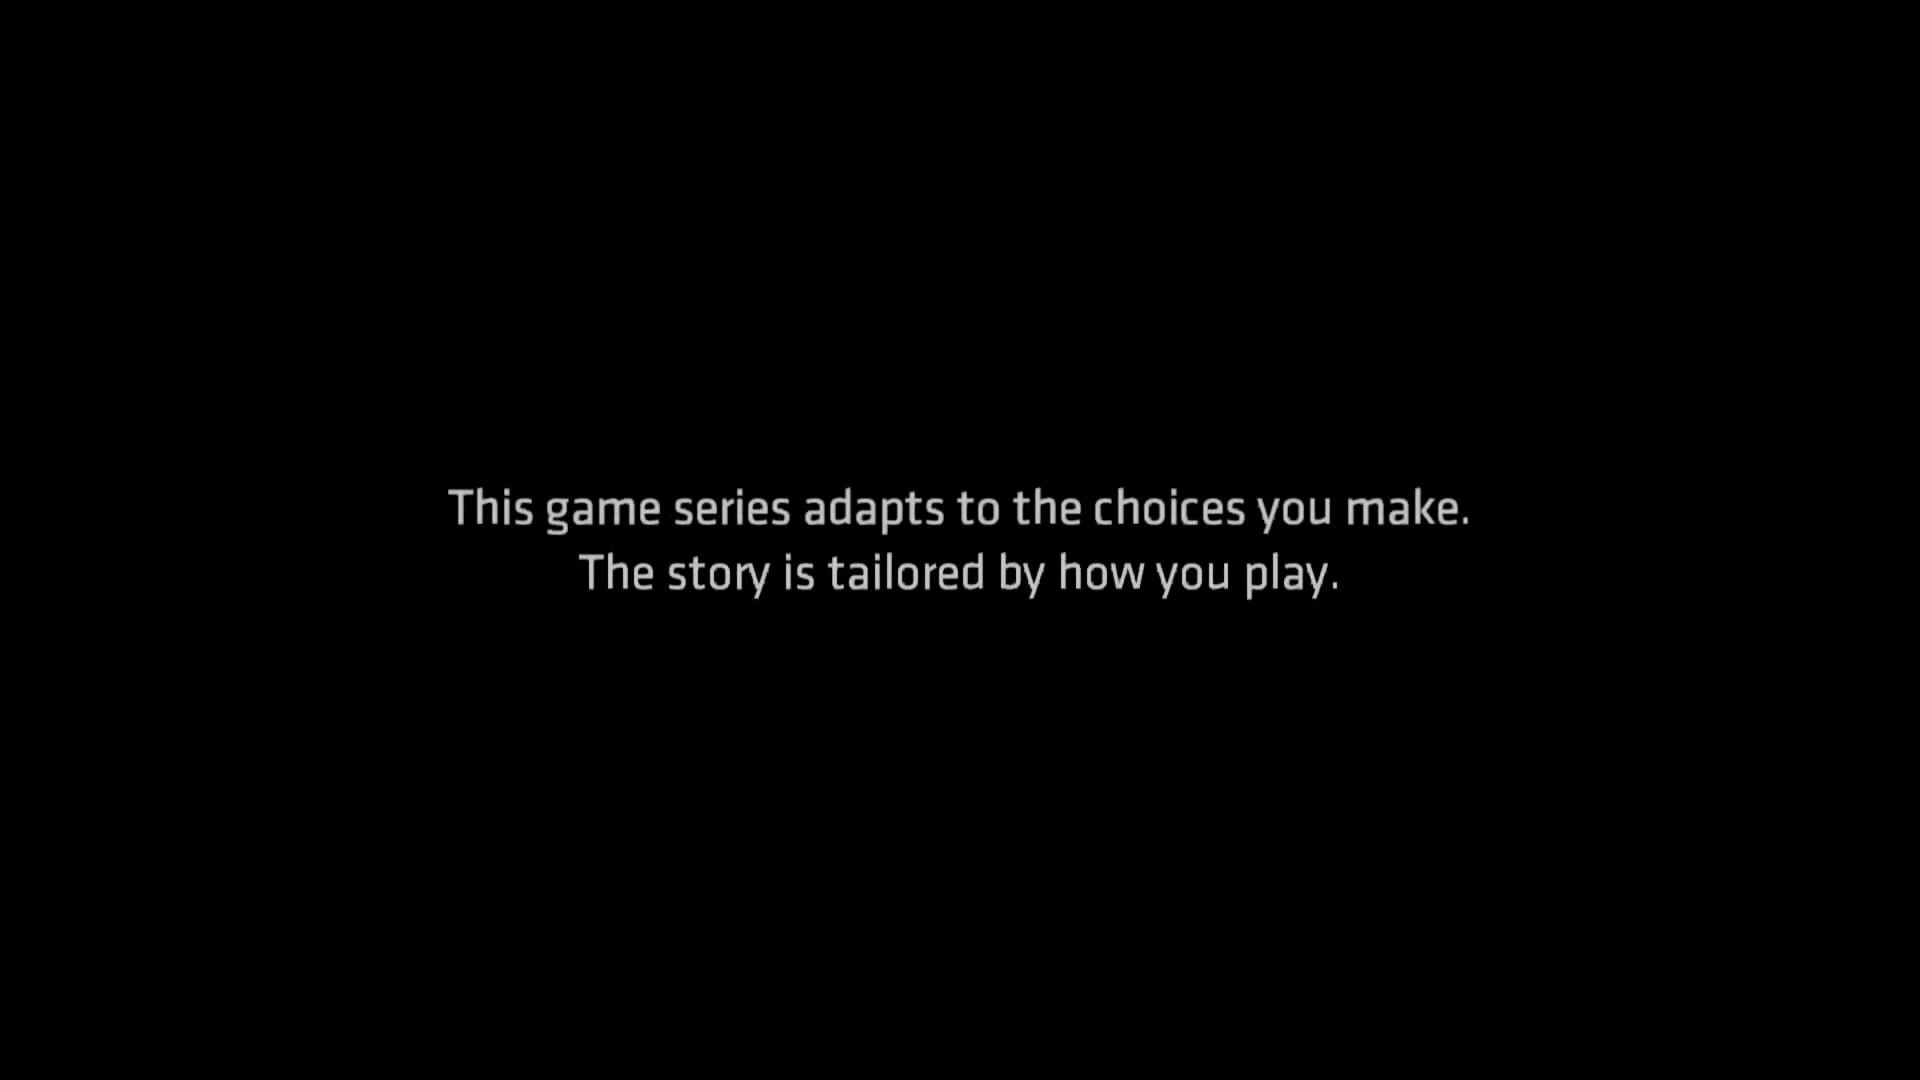 This game series adapts to the choices you make.
The story is tailored by how you play.